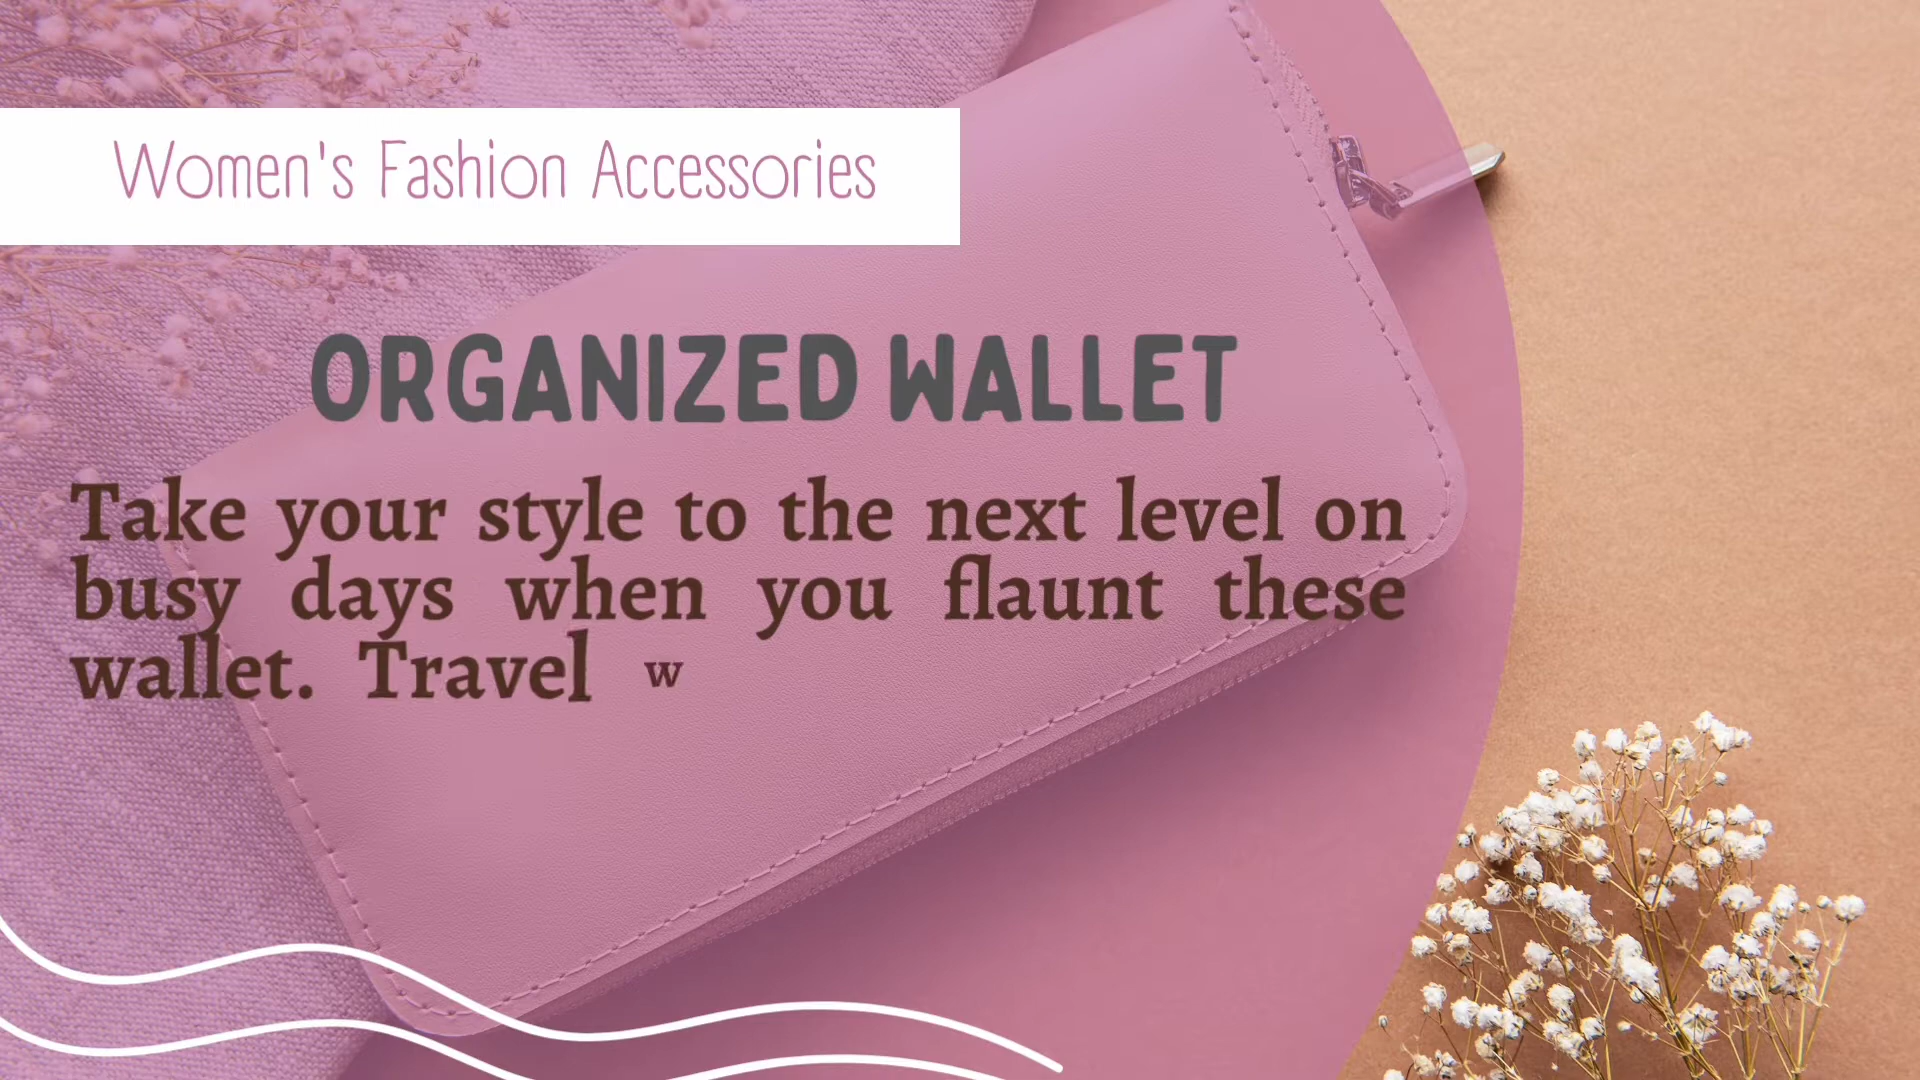 Women's Fashion Accessories
ORGANIZED WALLET
Take your style to the next level on
busy days when you flaunt these
wallet. Travel w